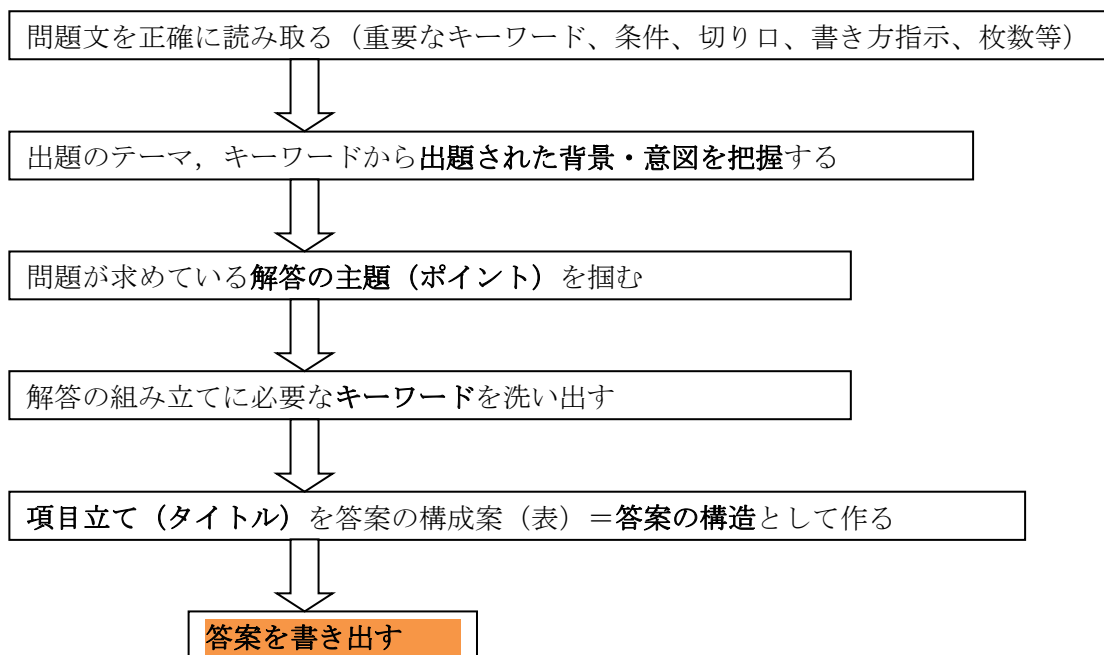 問題文を正確に読み取る（重要なキーワード、条件、切り口、書き方指示、枚数等）
出題のテーマ，キーワードから出題された背景・意図を把握する
問題が求めている解答の主題（ポイント）を掴む
解答の組み立てに必要なキーワードを洗い出す
項目立て（タイトル）を答案の構成案（表）＝答案の構造として作る
答案を書き出す